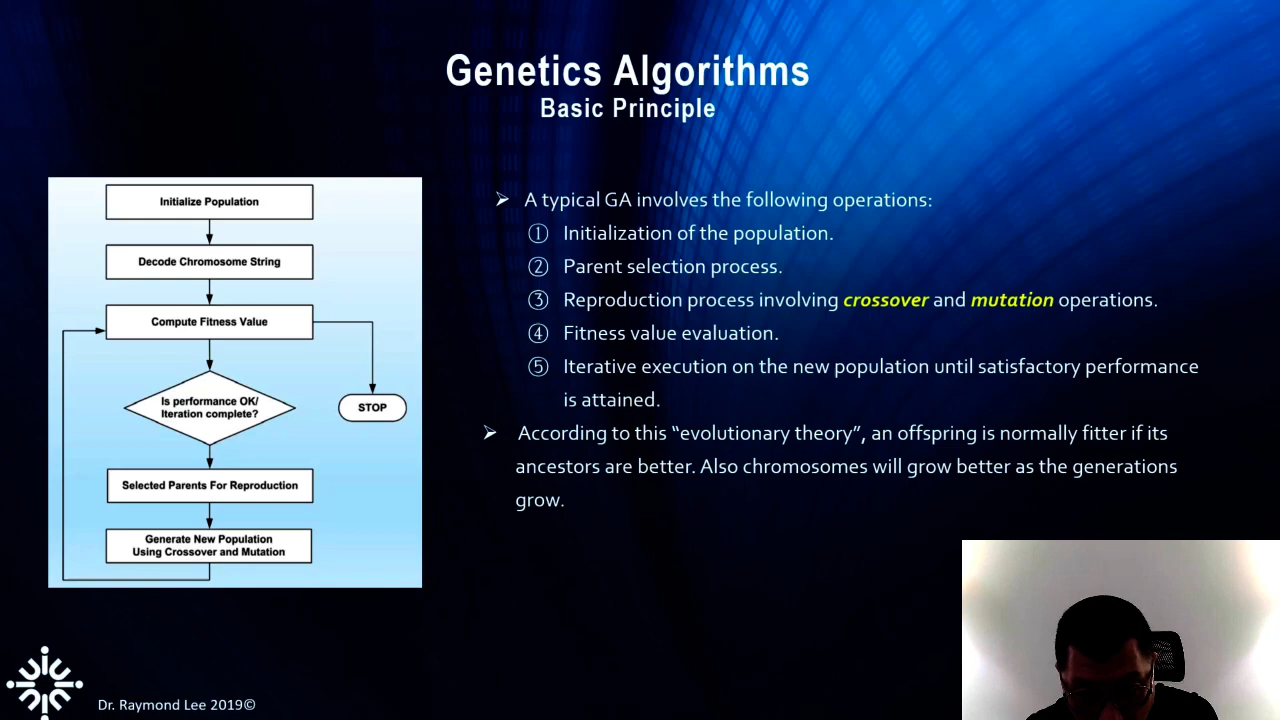 Genetics Algorithms
Basic Principle
Initialize Population
Decode Chromosome String
Compute Fitness Value
Is performance OK/
Iteration complete?
STOP
Selected Parents For Reproduction
Generate New Population
Using Crossover and Mutation
A typical GA involves the following operations:
① Initialization of the population.
② Parent selection process.
③ Reproduction process involving crossover and mutation operations.
④ Fitness value evaluation.
⑤ Iterative execution on the new population until satisfactory performance
is attained.
According to this “evolutionary theory”, an offspring is normally fitter if its
ancestors are better. Also chromosomes will grow better as the generations
grow.
Dr. Raymond Lee 2019©